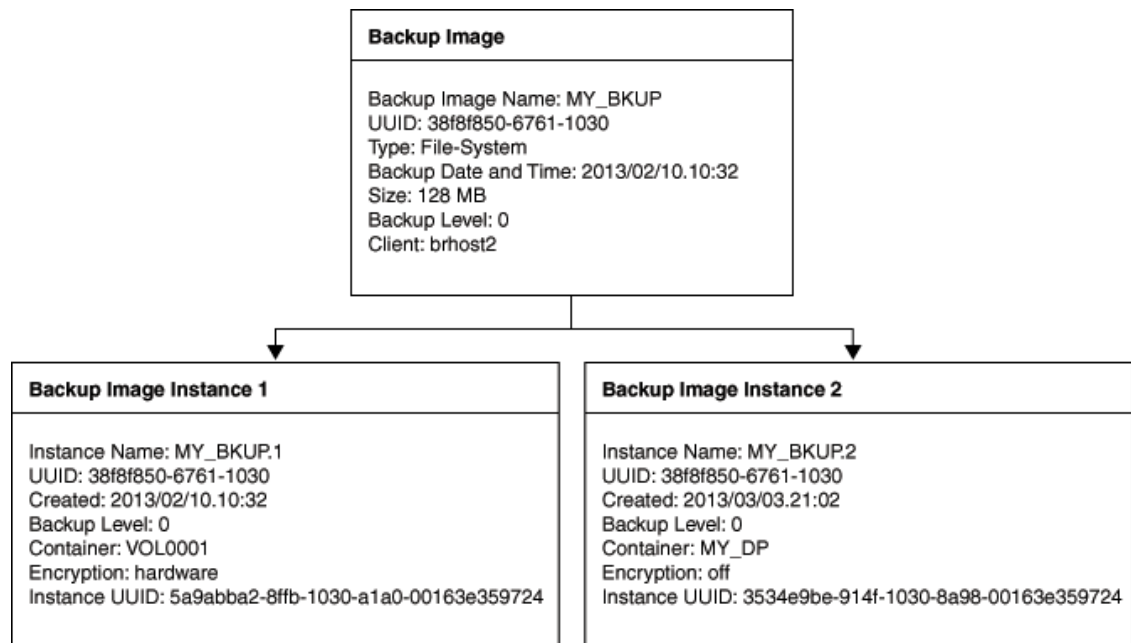 Backup Image
Backup Image Name: MY_BKUP
UUID: 38f8f850-6761-1030
Type: File-System
Backup Date and Time: 2013/02/10.10:32
Size: 128 MB
Backup Level: 0
Client: brhost2
Backup Image Instance 1
Instance Name: MY_BKUP.1
UUID: 38f8f850-6761-1030
Created: 2013/02/10.10:32
Backup Level: 0
Container: VOL0001
Encryption: hardware
Instance UUID: 5a9abba2-8ffb-1030-a1a0-00163e359724
Backup Image Instance 2
Instance Name: MY_BKUP.2
UUID: 38f8f850-6761-1030
Created: 2013/03/03.21:02
Backup Level: 0
Container: MY_DP
Encryption: off
Instance UUID: 3534e9be-914f-1030-8a98-00163e359724